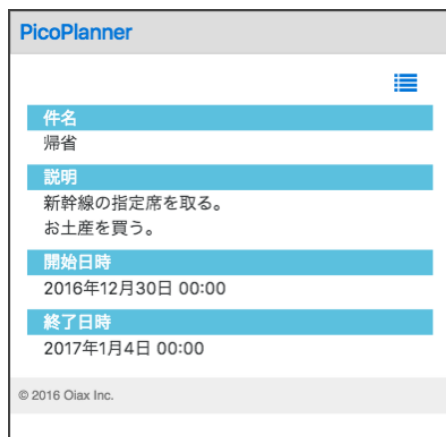 PicoPlanner
件名
帰省
説明
新幹線の指定席を取る。
お土産を買う。
開始日時
2016年12月30日 00:00
終了日時
2017年1月4日 00:00
© 2016 Oiax Inc.